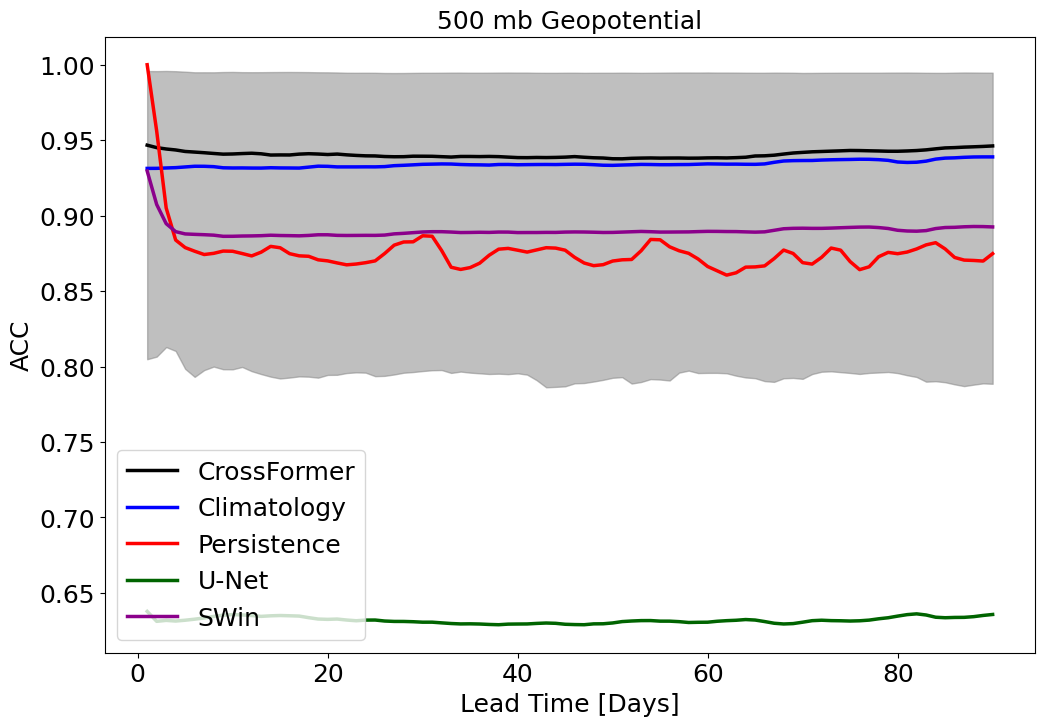 500 mb Geopotential
1.00
0.95
0.90
0.85
0.80
0.75
0.70
0.65
ACC
CrossFormer
Climatology
Persistence
U-Net
SWin
0 20 40 60 80
Lead Time [Days]